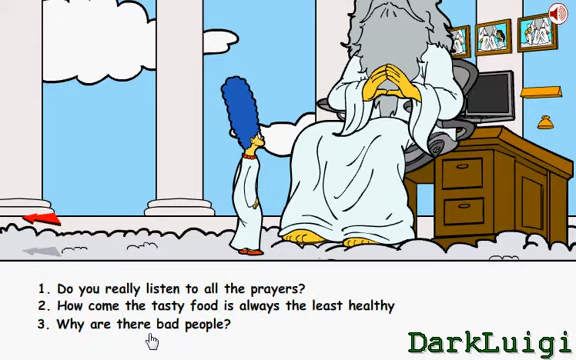 1. Do you really listen to all the prayers?
2. How come the tasty food is always the least healthy
3. Why are there bad people?
DarkLuigi